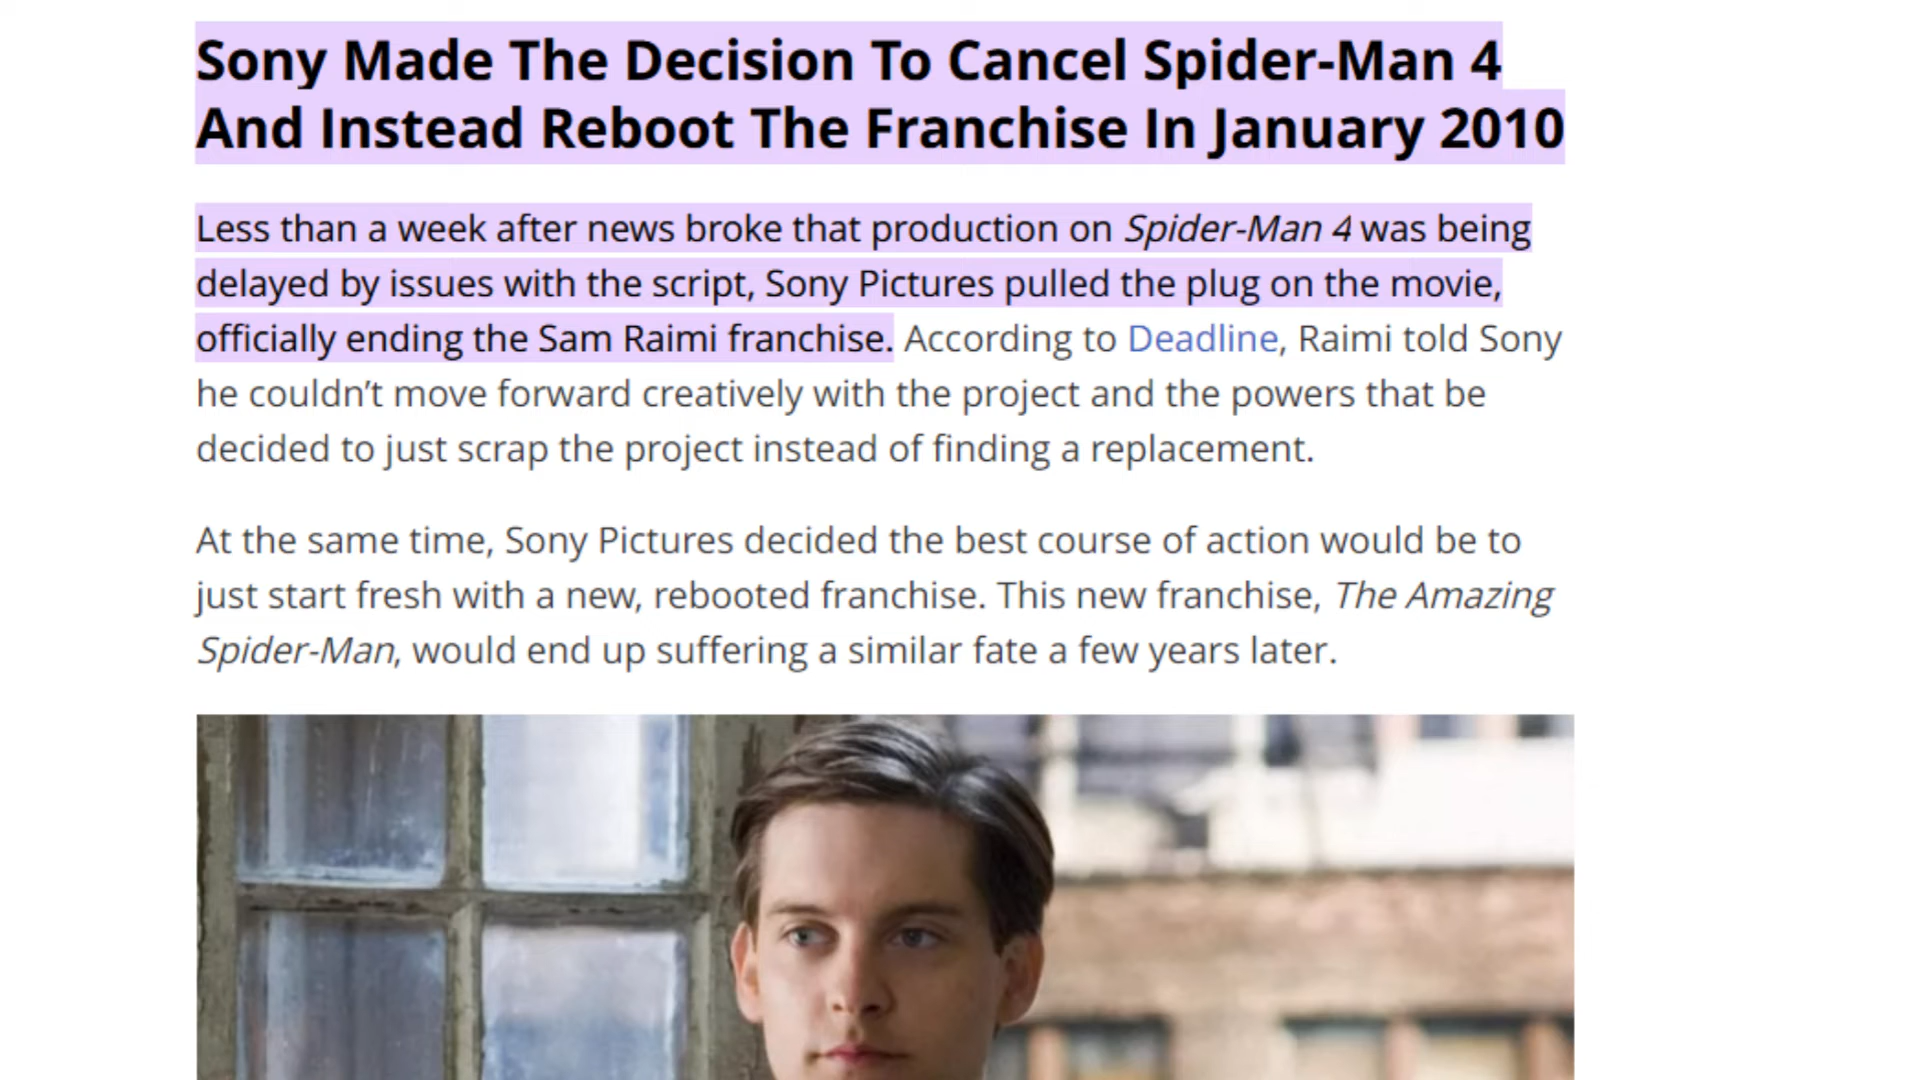 Sony Made The Decision To Cancel Spider-Man 4
And Instead Reboot The Franchise In January 2010
Less than a week after news broke that production on Spider-Man 4 was being
delayed by issues with the script, Sony Pictures pulled the plug on the movie,
officially ending the Sam Raimi franchise. According to Deadline, Raimi told Sony
he couldn’t move forward creatively with the project and the powers that be
decided to just scrap the project instead of finding a replacement.
At the same time, Sony Pictures decided the best course of action would be to
just start fresh with a new, rebooted franchise. This new franchise, The Amazing
Spider-Man, would end up suffering a similar fate a few years later.